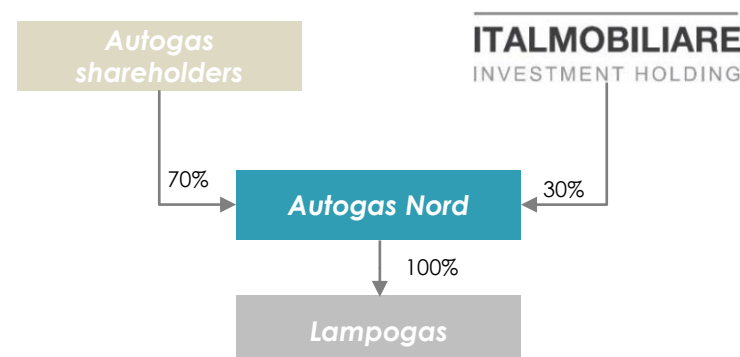 Autogas
shareholders
ITALMOBILIARE
INVESTMENT HOLDING
70%
30%
Autogas Nord
100%
Lampogas